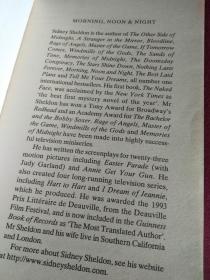 MORNING, NOON & NIGHT
Sidney Sheldon is the author of The Other Side of
Midnight, A Stranger in the Mirror, Bloodline,
Rage of Angels, Master of the Game, If Tomorrow
Comes, Windmills of the Gods, The Sands of
Time, Memories of Midnight, The Doomsday
Conspiracy, The Stars Shine Down, Nothing Lasts
Forever, Morning, Noon and Night, The Best Laid
Plans and Tell Me Your Dreams, all number one
international bestsellers. His first book, The Naked
Face, was acclaimed by the New York Times as
'the best first mystery novel of the year'. Mr
Sheldon has won a Tony Award for Broadway's
Redhead and an Academy Award for The Bachelor
and the Bobby Soxer. Rage of Angels, Master of
the Game, Windmills of the Gods and Memories
of Midnight have been made into highly success-
ful television miniseries.
He has written the screenplays for twenty-three
motion pictures including Easter Parade (with
Judy Garland) and Annie Get Your Gun. He
also created four long-running television series,
including Hart to Hart and I Dream of Jeannie,
which he produced. He was awarded the 1993
Prix Littéraire de Deauville, from the Deauville
Film Festival, and is now included in the Guinness
Book of Records as 'The Most Translated Author'.
Mr Sheldon and his wife live in Southern California
and London.
For more about Sidney Sheldon, see his website
at http://www.sidneysheldon.com.